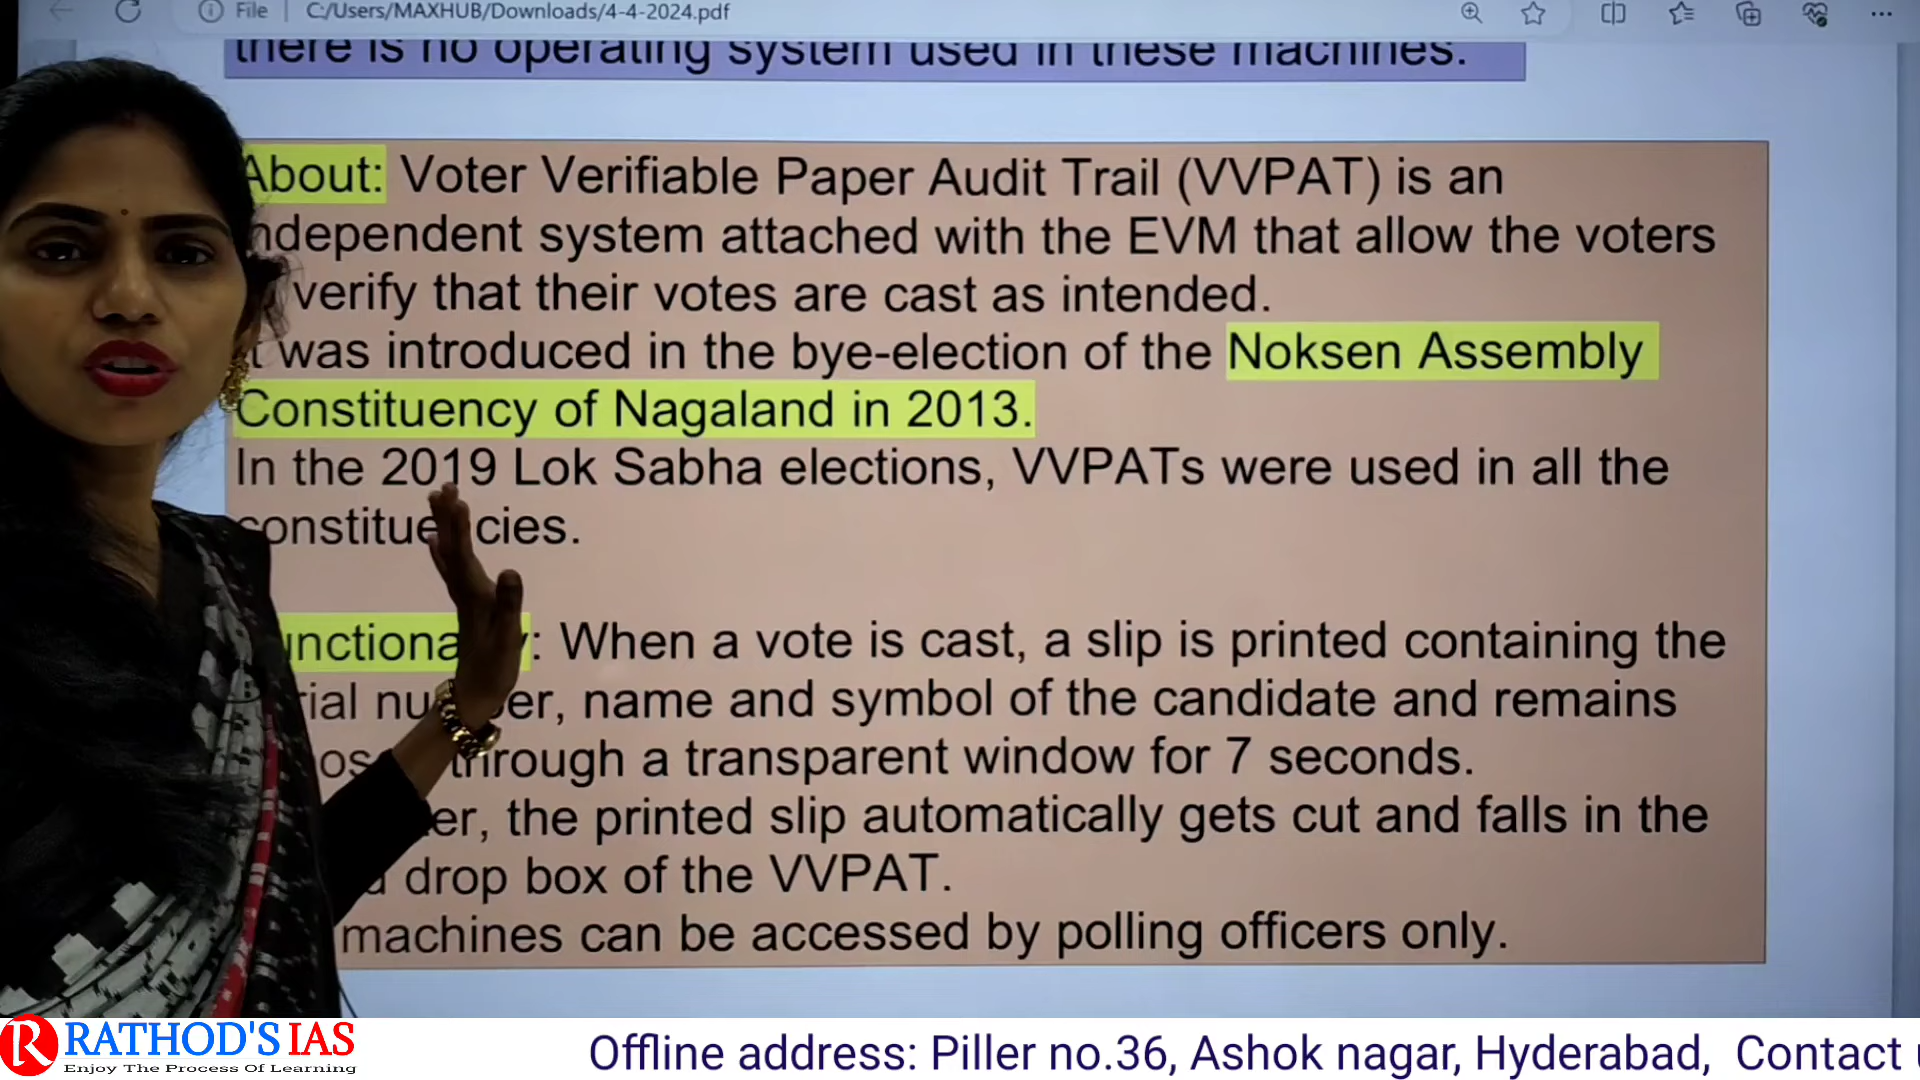 File | C:/Users/MAXHUB/Downloads/4-4-2024.pdf
there is no operating system used in these machines.
About: Voter Verifiable Paper Audit Trail (VVPAT) is an
independent system attached with the EVM that allow the voters
verify that their votes are cast as intended.
It was introduced in the bye-election of the Noksen Assembly
Constituency of Nagaland in 2013.
In the 2019 Lok Sabha elections, VVPATs were used in all the
constituencies.
: When a vote is cast, a slip is printed containing the
serial number, name and symbol of the candidate and remains
through a transparent window for 7 seconds.
the printed slip automatically gets cut and falls in the
drop box of the VVPAT.
machines can be accessed by polling officers only.
R RATHOD'S IAS
Enjoy The Process Of Learning
Offline address: Piller no.36, Ashok nagar, Hyderabad, Contact